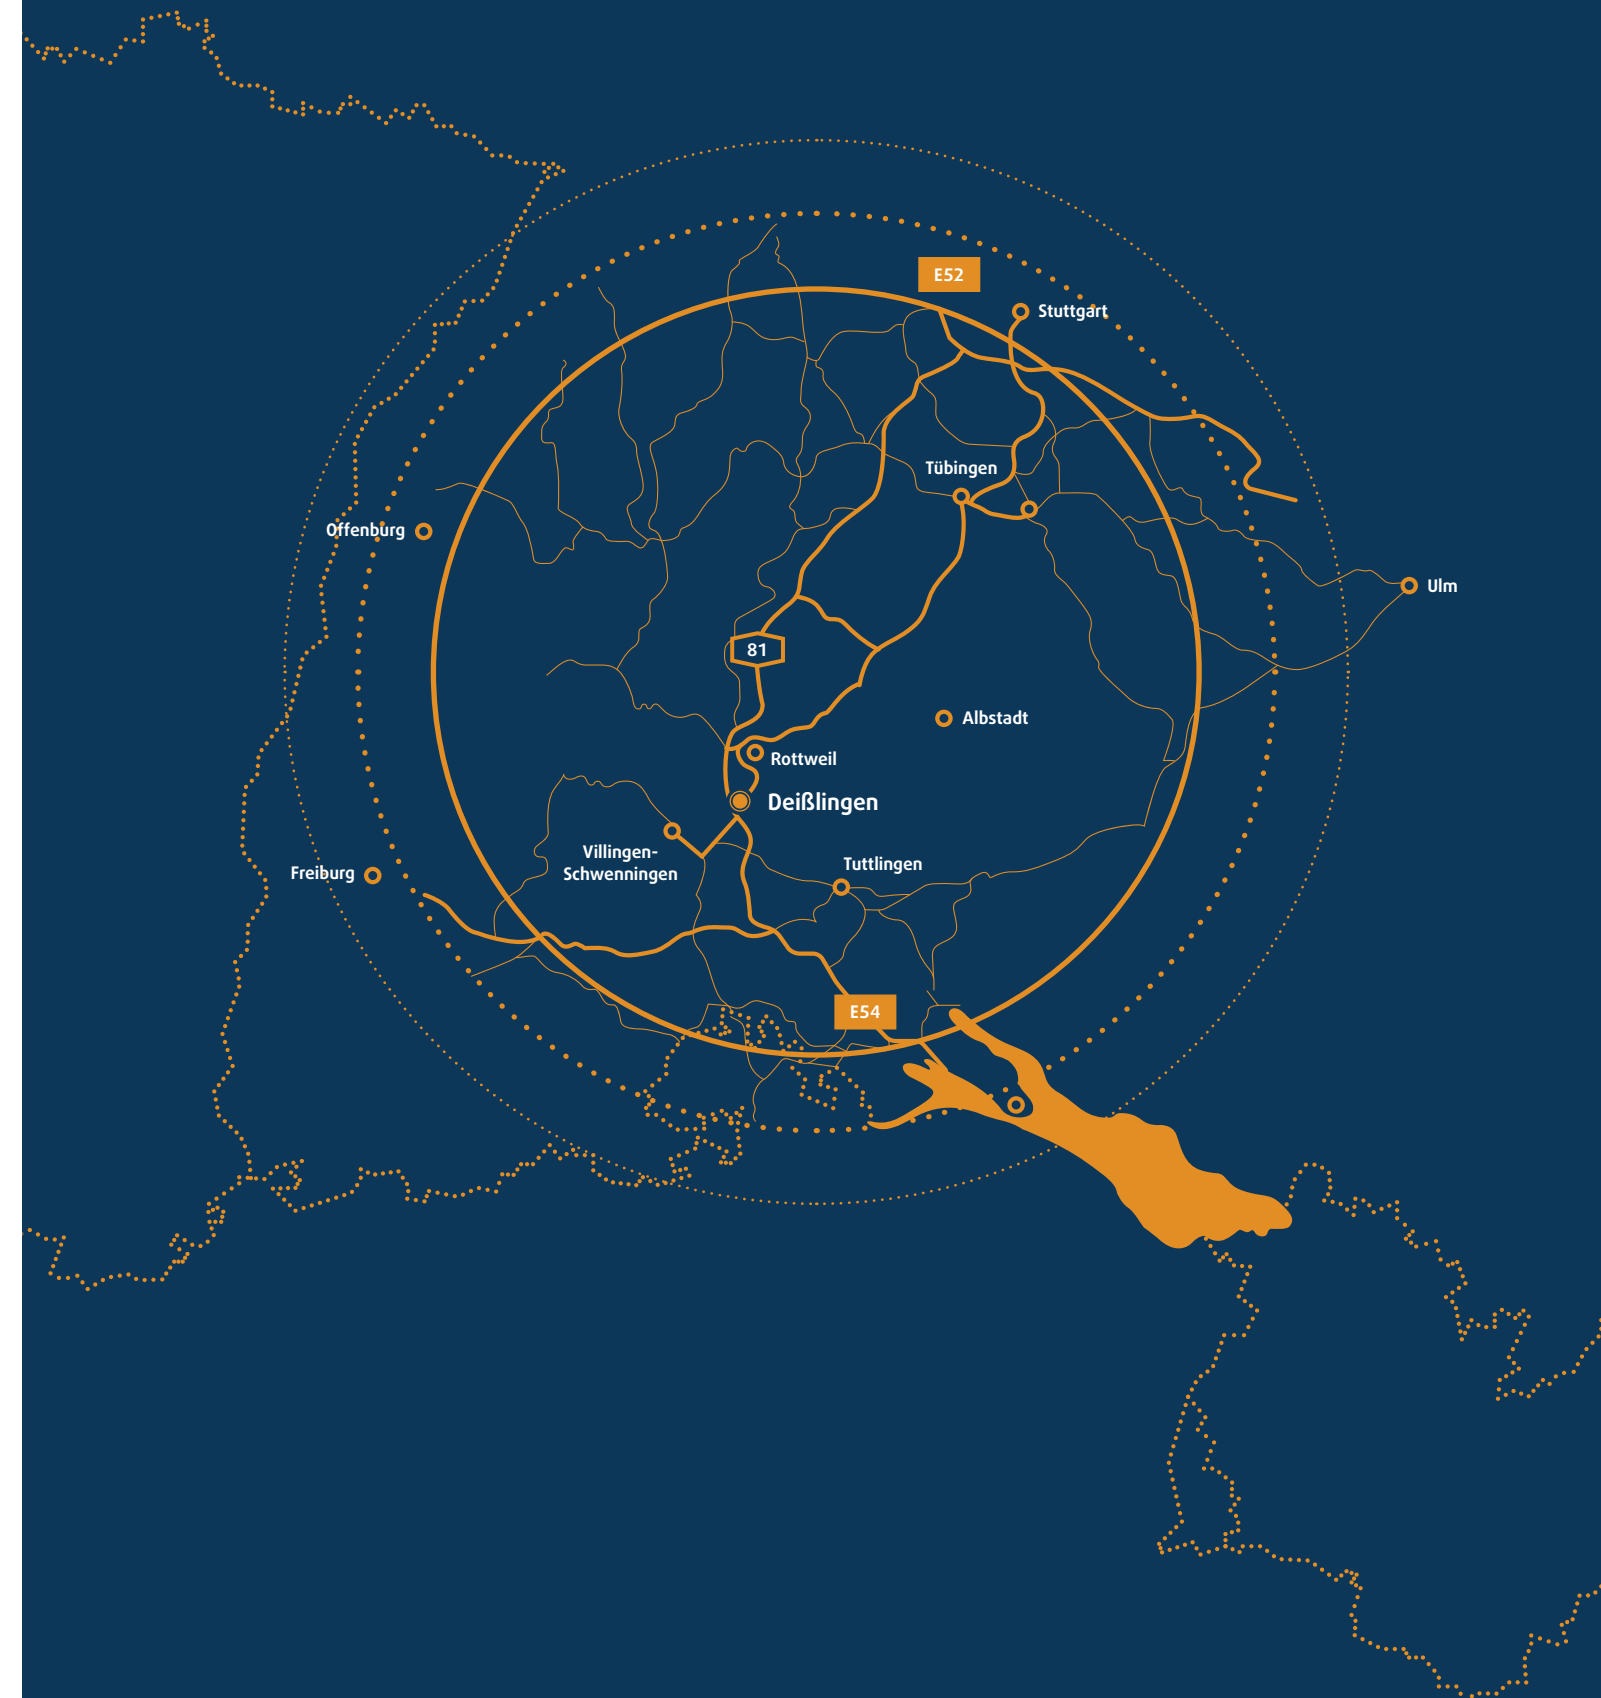 E52
Stuttgart
Tübingen
Offenburg
Ulm
81
Albstadt
Rottweil
Deißlingen
Villingen-
Schwenningen
Tuttlingen
Freiburg
E54